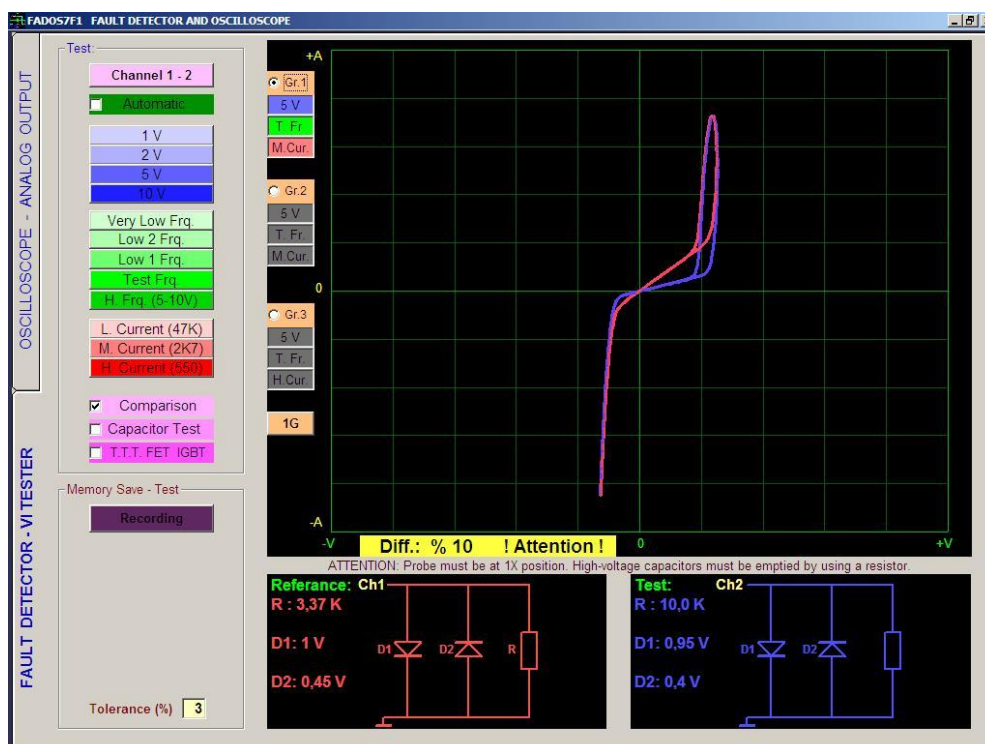 FADOS7F1 FAULT DETECTOR AND OSCILLOSCOPE
OSCILLOSCOPE - ANALOG OUTPUT
FAULT DETECTOR - VI TESTER
Test:
Channel 1 - 2
Automatic
1 V
2 V
5 V
10 V
Very Low Frq.
Low 2 Frq.
Low 1 Frq.
Test Frq.
H. Frq. (5-10V)
L. Current (47K)
M. Current (2K7)
H. Current (550)
Comparison
Capacitor Test
T.T.T. FET IGBT
Memory Save - Test
Recording
Tolerance (%) 3
+A
Gr.1
5 V
T. Fr.
M.Cur.
Gr.2
5 V
T. Fr.
M.Cur.
0
Gr.3
5 V
T. Fr.
H.Cur.
1G
-A
-V
Diff.: % 10 ! Attention !
0
+V
ATTENTION: Probe must be at 1X position. High-voltage capacitors must be emptied by using a resistor.
Referance: Ch1
R : 3,37 K
D1: 1 V
D2: 0,45 V
D1
D2
R
Test: Ch2
R : 10,0 K
D1: 0,95 V
D2: 0,4 V
D1
D2